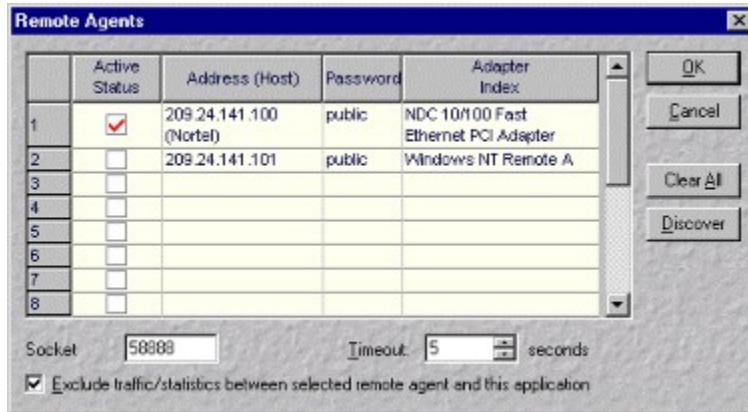 Remote Agents
Active Status
Address (Host)
Password
Adapter Index
OK
Cancel
Clear All
Discover
1
209.24.141.100 (Nortel)
public
NDC 10/100 Fast Ethernet PCI Adapter
2
209.24.141.101
public
Windows NT Remote A
3
4
5
6
7
8
Socket 58888
Timeout: 5 seconds
Exclude traffic/statistics between selected remote agent and this application